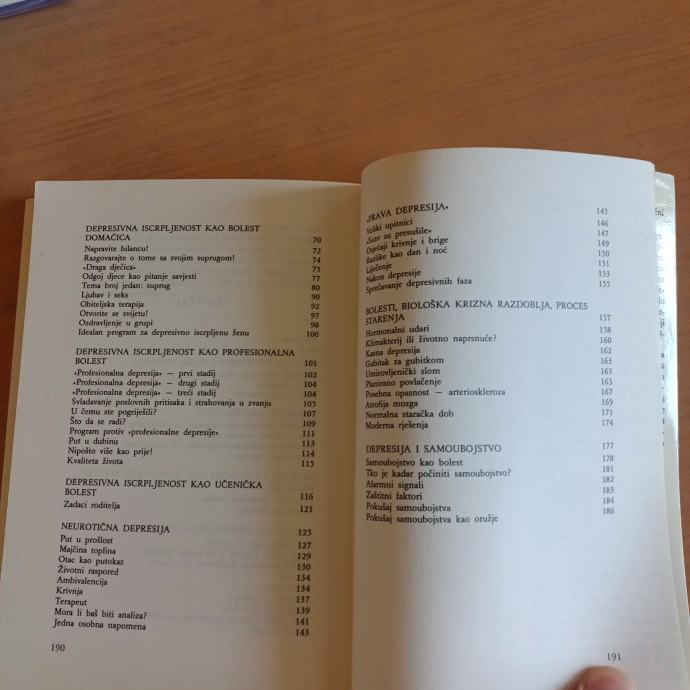 DEPRESIVNA ISCRPLJENOST KAO BOLEST
DOMAĆICA 70
Napravite bilancu! 72
Razgovarajte o tome sa svojim suprugom! 74
»Draga dječica« 75
Odgoj djece kao pitanje savjesti 77
Tema broj jedan: suprug 80
Ljubav i seks 90
Obiteljska terapija 92
Otvorite se svijetu! 97
Ozdravljenje u grupi 98
Idealan program za depresivno iscrpljenu ženu 100
DEPRESIVNA ISCRPLJENOST KAO PROFESIONALNA
BOLEST 101
»Profesionalna depresija« — prvi stadij 102
»Profesionalna depresija« — drugi stadij 104
»Profesionalna depresija« — treći stadij 104
Svladavanje poslovnih pritisaka i strahovanja u zvanju 105
U čemu ste pogriješili? 107
Što da se radi? 109
Program protiv »profesionalne depresije« 111
Put u dubinu 113
Nipošto više kao prije! 114
Kvaliteta života 115
DEPRESIVNA ISCRPLJENOST KAO UČENIČKA
BOLEST 116
Zadaci roditelja 121
NEUROTIČNA DEPRESIJA 125
Put u prošlost 127
Majčina toplina 129
Otac kao putokaz 130
Životni raspored 134
Ambivalencija 134
Krivnja 137
Terapeut 139
Mora li baš biti analiza? 141
Jedna osobna napomena 143
190
»PRAVA DEPRESIJA« 145
Veliki upitnici 146
»Suze su presušile« 147
Osjećaji krivnje i brige 149
Razlike kao dan i noć 150
Liječenje 151
Nakon depresije 153
Sprečavanje depresivnih faza 155
BOLESTI, BIOLOŠKA KRIZNA RAZDOBLJA, PROCES
STARENJA 157
Hormonalni udari 158
Klimakterij ili životno naprsnuće? 160
Kasna depresija 162
Gubitak za gubitkom 163
Umirovljenički slom 163
Planirano povlačenje 165
Posebna opasnost — arterioskleroza 167
Atrofija mozga 169
Normalna staračka dob 171
Moderna rješenja 174
DEPRESIJA I SAMOUBOJSTVO 177
Samoubojstvo kao bolest 178
Tko je kadar počiniti samoubojstvo? 181
Alarmni signali 182
Zaštitni faktori 183
Pokušaj samoubojstva 184
Pokušaj samoubojstva kao oružje 186
191